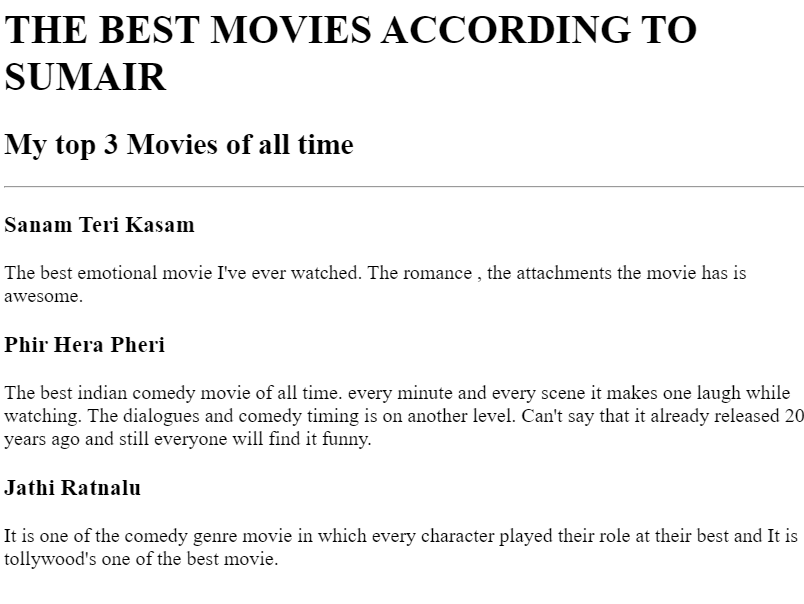 THE BEST MOVIES ACCORDING TO
SUMAIR
My top 3 Movies of all time
Sanam Teri Kasam
The best emotional movie I've ever watched. The romance , the attachments the movie has is
awesome.
Phir Hera Pheri
The best indian comedy movie of all time. every minute and every scene it makes one laugh while
watching. The dialogues and comedy timing is on another level. Can't say that it already released 20
years ago and still everyone will find it funny.
Jathi Ratnalu
It is one of the comedy genre movie in which every character played their role at their best and It is
tollywood's one of the best movie.